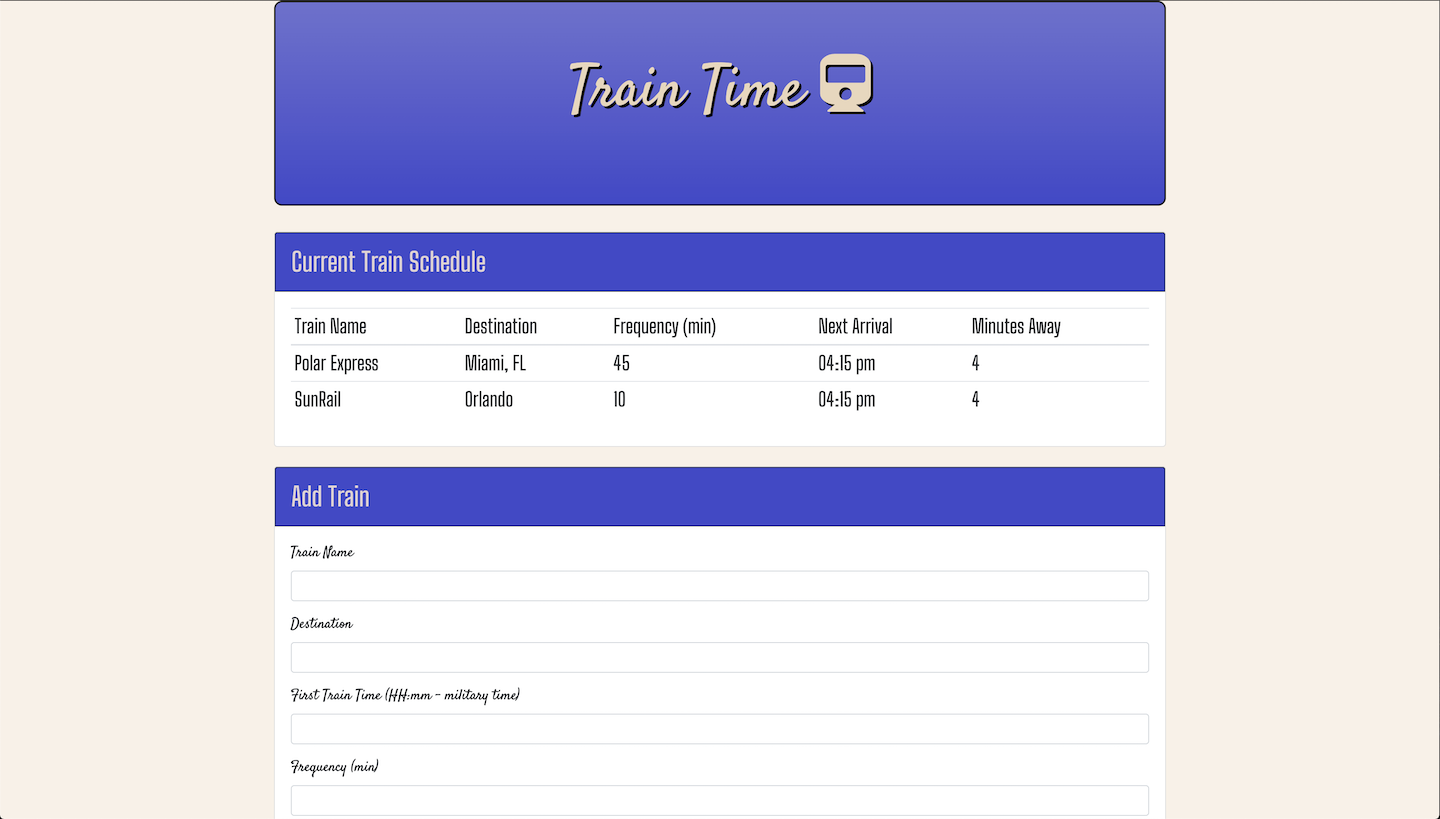 Train Time
Current Train Schedule
Train Name Destination Frequency (min) Next Arrival Minutes Away
Polar Express Miami, FL 45 04:15 pm 4
SunRail Orlando 10 04:15 pm 4
Add Train
Train Name
Destination
First Train Time (HH:mm - military time)
Frequency (min)